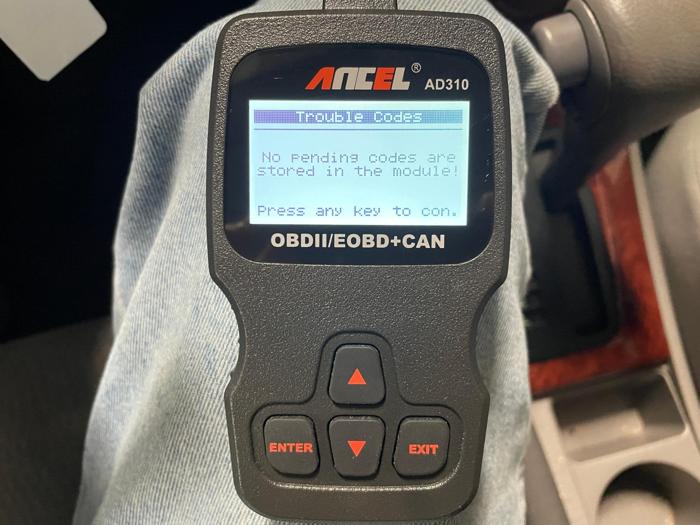 ANCEL®
AD310
Trouble Codes
No pending codes are
stored in the module!
Press any key to con.
OBDII/EOBD+CAN
ENTER
EXIT